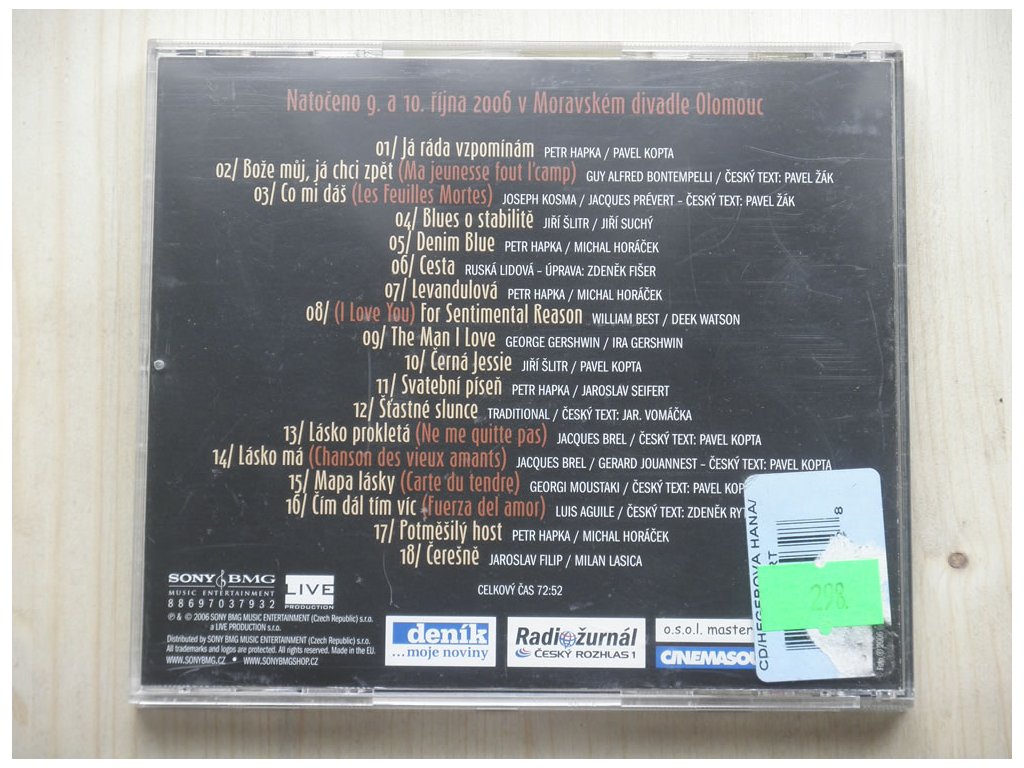 Natočeno 9. a 10. října 2006 v Moravském divadle Olomouc
01/ Já ráda vzpomínám PETR HAPKA / PAVEL KOPTA
02/ Bože můj, já chci zpět (Ma jeunesse fout l'camp) GUY ALFRED BONTEMPELLI / ČESKÝ TEXT: PAVEL ŽÁK
03/ Co mi dáš (Les Feuilles Mortes) JOSEPH KOSMA / JACQUES PRÉVERT – ČESKÝ TEXT: PAVEL ŽÁK
04/ Blues o stabilitě JIŘÍ ŠLITR / JIŘÍ SUCHÝ
05/ Denim Blue PETR HAPKA / MICHAL HORÁČEK
06/ Cesta RUSKÁ LIDOVÁ – ÚPRAVA: ZDENĚK FIŠER
07/ Levandulová PETR HAPKA / MICHAL HORÁČEK
08/ (I Love You) For Sentimental Reason WILLIAM BEST / DEEK WATSON
09/ The Man I Love GEORGE GERSHWIN / IRA GERSHWIN
10/ Černá Jessie JIŘÍ ŠLITR / PAVEL KOPTA
11/ Svatební píseň PETR HAPKA / JAROSLAV SEIFERT
12/ Šťastné slunce TRADITIONAL / ČESKÝ TEXT: JAR. VOMÁČKA
13/ Lásko prokletá (Ne me quitte pas) JACQUES BREL / ČESKÝ TEXT: PAVEL KOPTA
14/ Lásko má (Chanson des vieux amants) JACQUES BREL / GERARD JOUANNEST – ČESKÝ TEXT: PAVEL KOPTA
15/ Mapa lásky (Carte du tendre) GEORGI MOUSTAKI / ČESKÝ TEXT: PAVEL KOP
16/ Čím dál tím víc (Fuerza del amor) LUIS AGUILE / ČESKÝ TEXT: ZDENĚK RYT
17/ Potměšilý host PETR HAPKA / MICHAL HORÁČEK
18/ Čerešně JAROSLAV FILIP / MILAN LASICA
CELKOVÝ ČAS 72:52
SONY BMG
MUSIC ENTERTAINMENT
88697037932
LIVE
PRODUCTION
℗ & © 2006 SONY BMG MUSIC ENTERTAINMENT (Czech Republic) s.r.o.
a LIVE PRODUCTION s.r.o.
Distributed by SONY BMG MUSIC ENTERTAINMENT (Czech Republic) s.r.o.
All trademarks and logos are protected. All rights reserved. Made in the EU.
WWW.SONYBMG.CZ • WWW.SONYBMGSHOP.CZ
deník
...moje noviny
Radiožurnál
ČESKÝ ROZHLAS 1
o.s.o.l. master
CINEMASOU
CD/HEGEROVA HANA/
RT
8
298.